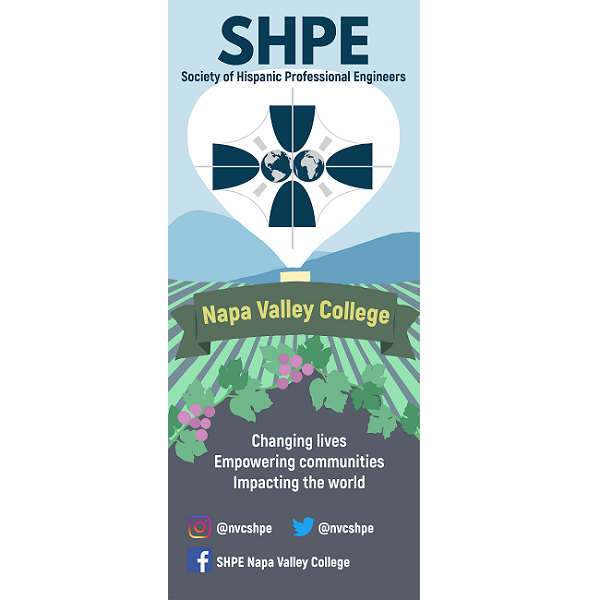 SHPE
Society of Hispanic Professional Engineers
Napa Valley College
Changing lives
Empowering communities
Impacting the world
@nvcshpe @nvcshpe
SHPE Napa Valley College